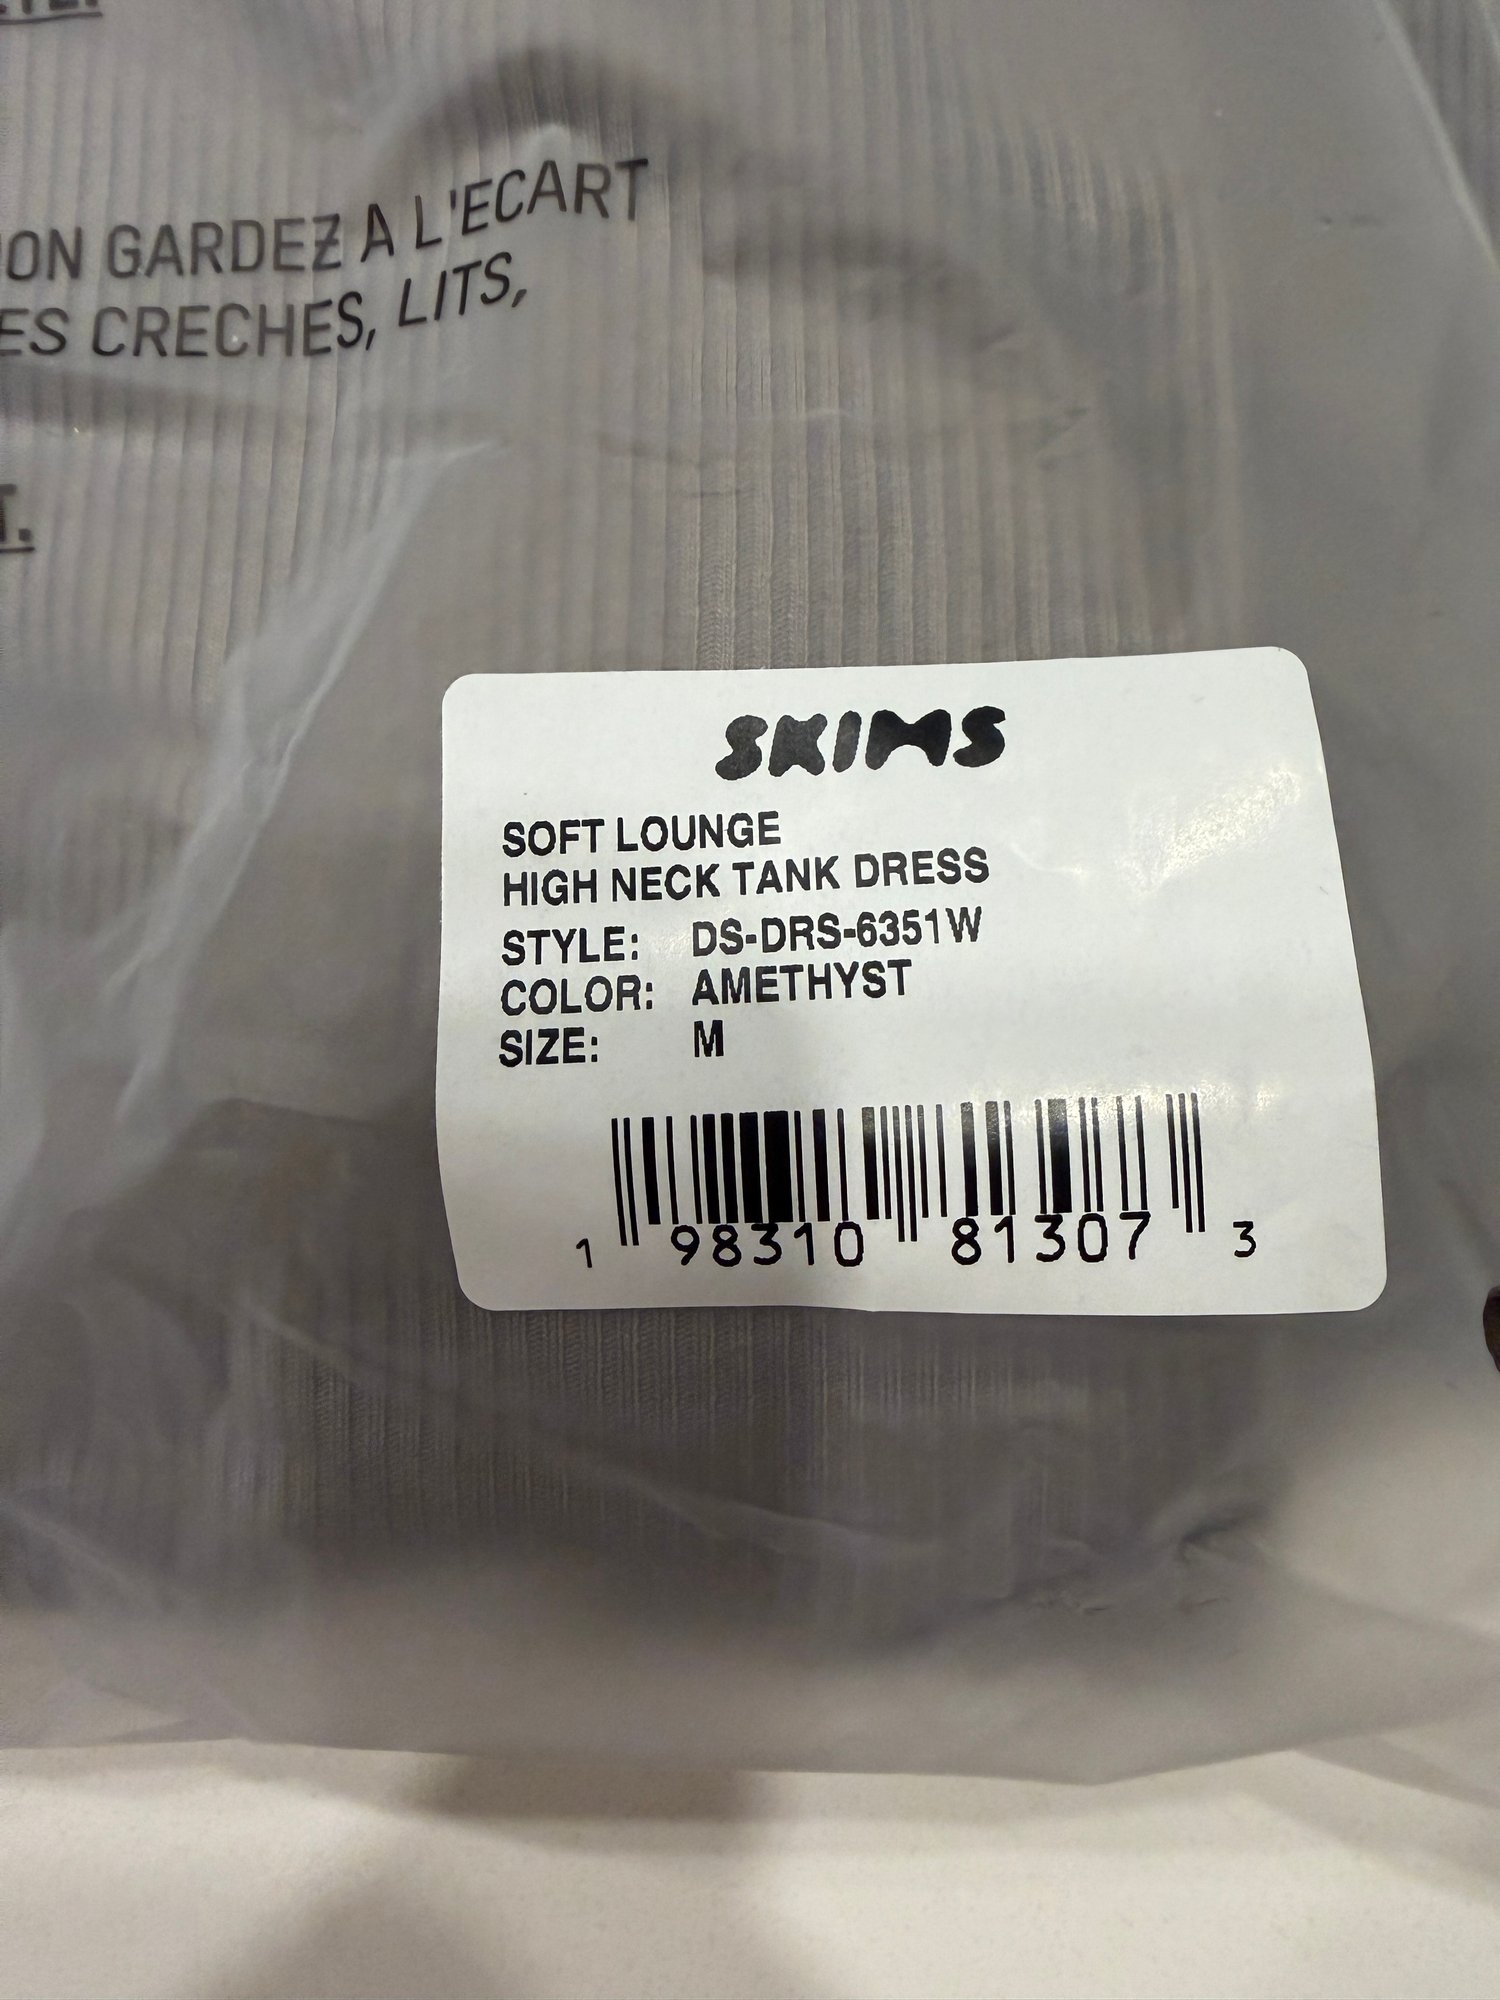 ON GARDEZ A L'ECART
ES CRECHES, LITS,
T.
SKIMS
SOFT LOUNGE
HIGH NECK TANK DRESS
STYLE: DS-DRS-6351W
COLOR: AMETHYST
SIZE: M
1 98310 81307 3